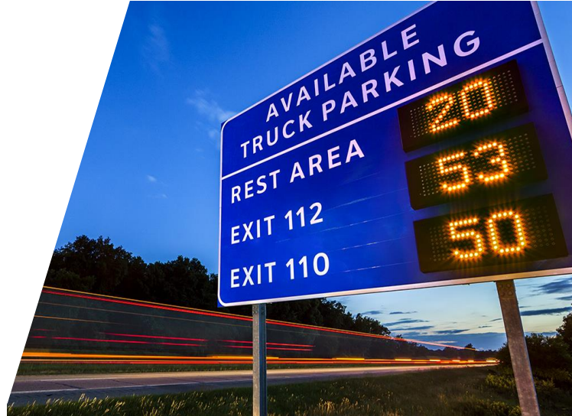 AVAILABLE
TRUCK PARKING
REST AREA 20
EXIT 112 53
EXIT 110 50